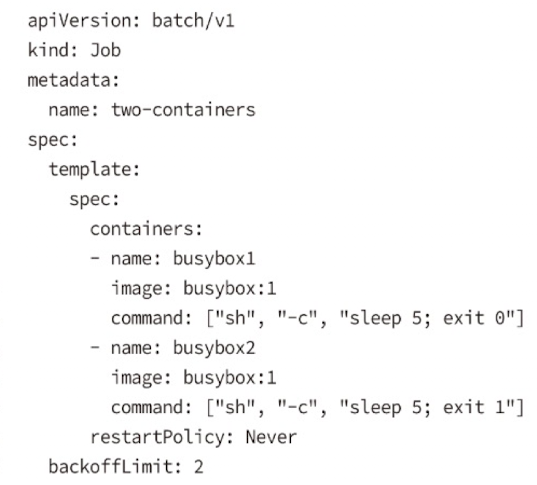 apiVersion: batch/v1
kind: Job
metadata:
  name: two-containers
spec:
  template:
    spec:
      containers:
      - name: busybox1
        image: busybox:1
        command: ["sh", "-c", "sleep 5; exit 0"]
      - name: busybox2
        image: busybox:1
        command: ["sh", "-c", "sleep 5; exit 1"]
      restartPolicy: Never
  backoffLimit: 2